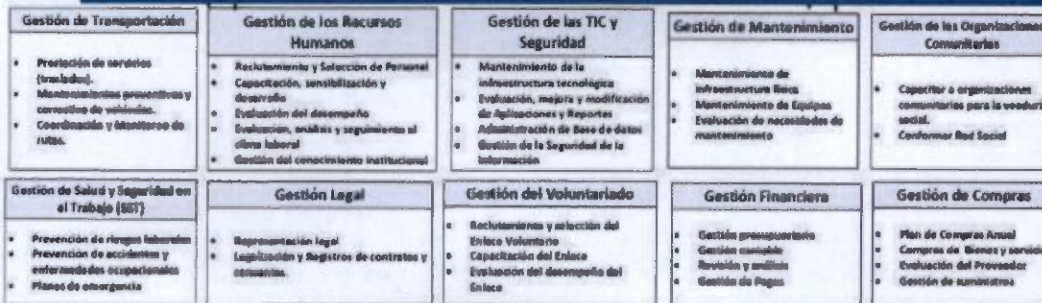 Gestión de Transportación
Prestación de servicios
(traslados).
Mantenimientos preventivos y
correctivo de vehículos.
Coordinación y Monitoreo de
rutas.
Gestión de los Recursos
Humanos
Reclutamiento y Selección de Personal
Capacitación, sensibilización y
desarrollo
Evaluación del desempeño
Evaluación, análisis y seguimiento al
clima laboral
Gestión del conocimiento institucional
Gestión de las TIC y
Seguridad
Mantenimiento de la
infraestructura tecnológica
Evaluación, mejora y modificación
de Aplicaciones y Reportes
Administración de Base de datos
Gestión de la Seguridad de la
Información
Gestión de Mantenimiento
Mantenimiento de
infraestructura física
Mantenimiento de Equipos
Evaluación de necesidades de
mantenimiento
Gestión de las Organizaciones
Comunitarias
Capacitar a organizaciones
comunitarias para la veeduría
social.
Conformar Red Social
Gestión de Salud y Seguridad en
el Trabajo (SST)
Prevención de riesgos laborales
Prevención de accidentes y
enfermedades ocupacionales
Planes de emergencia
Gestión Legal
Representación legal
Legalización y Registros de contratos y
Gestión del Voluntariado
Reclutamiento y selección del
Enlace Voluntario
Capacitación del Enlace
Evaluación del desempeño del
Enlace
Gestión Financiera
Gestión presupuestario
Gestión contable
Revisión y análisis
Gestión de Pagos
Gestión de Compras
Plan de Compras Anual
Compras de Bienes y servicio
Evaluación del Proveedor
Gestión de suministros